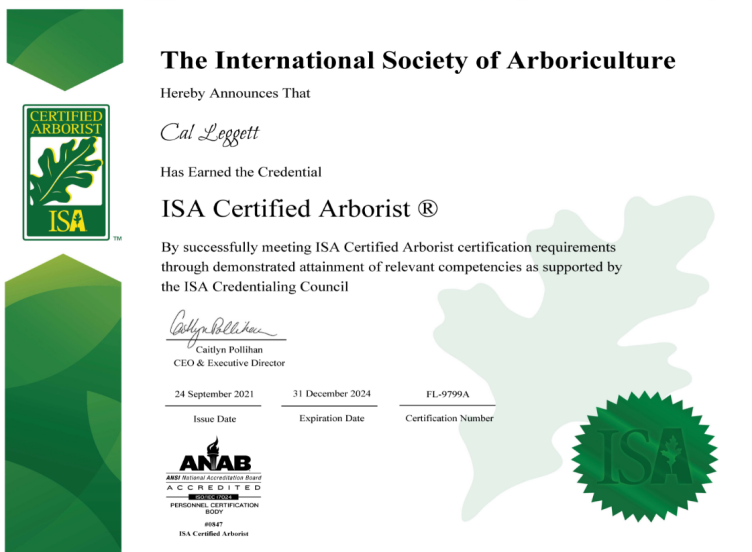 The International Society of Arboriculture
Hereby Announces That
CERTIFIED
ARBORIST
ISA
TM
Cal Leggett
Has Earned the Credential
ISA Certified Arborist ®
By successfully meeting ISA Certified Arborist certification requirements
through demonstrated attainment of relevant competencies as supported by
the ISA Credentialing Council
Caitlyn Pollihan
Caitlyn Pollihan
CEO & Executive Director
24 September 2021 31 December 2024 FL-9799A
Issue Date Expiration Date Certification Number
ISA
ANAB
ANSI National Accreditation Board
ACCREDITED
ISO/IEC 17024
PERSONNEL CERTIFICATION
BODY
#0847
ISA Certified Arborist